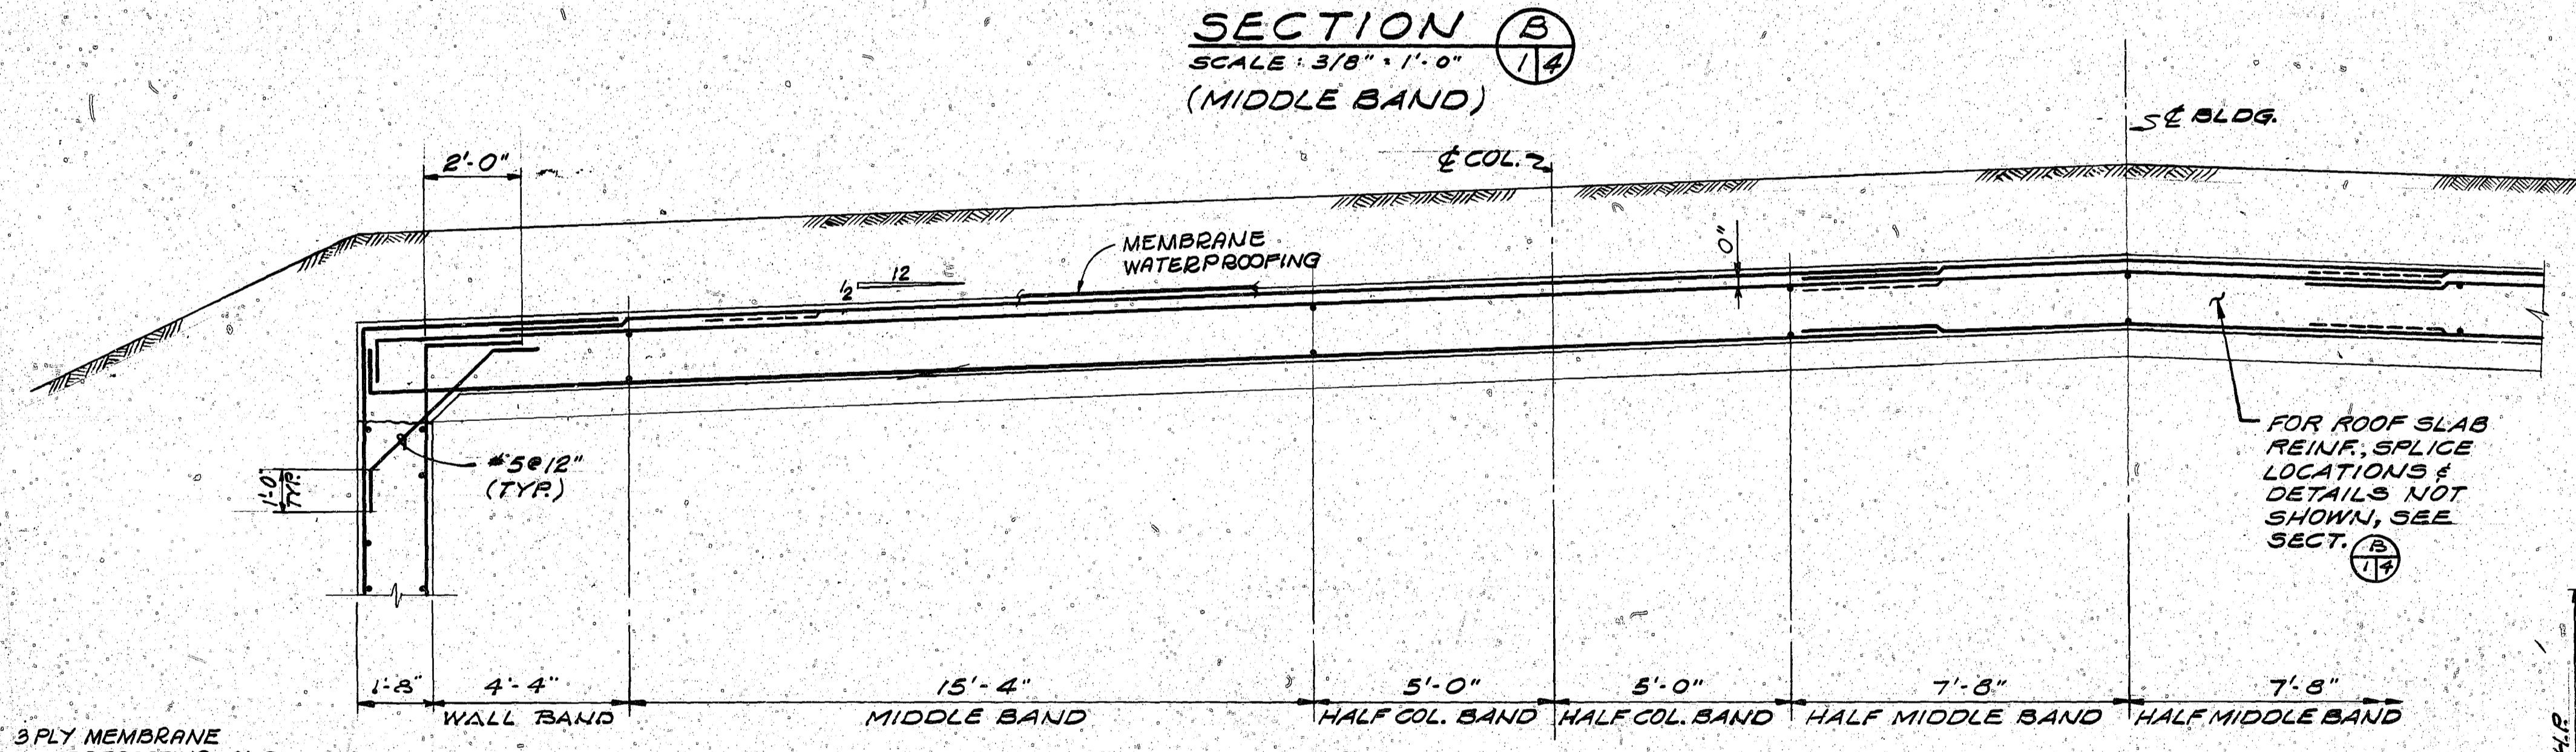 SECTION B
SCALE: 3/8" = 1'-0" 1 4
(MIDDLE BAND)
℄ BLDG.
2'-0"
℄ COL.
MEMBRANE
WATERPROOFING
0"
12
1/2
FOR ROOF SLAB
REINF., SPLICE
LOCATIONS &
DETAILS NOT
SHOWN, SEE
SECT. B
1 4
#5@12"
(TYP.)
1'-0"
TYP.
1'-8" 4'-4" 15'-4" 5'-0" 5'-0" 7'-8" 7'-8"
WALL BAND MIDDLE BAND HALF COL. BAND HALF COL. BAND HALF MIDDLE BAND HALF MIDDLE BAND
3 PLY MEMBRANE